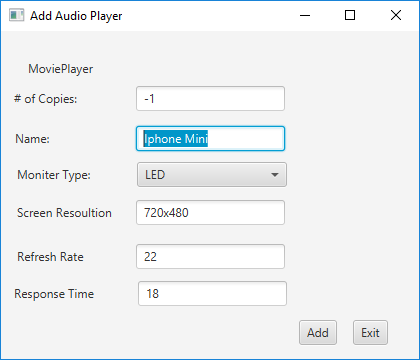 Add Audio Player
MoviePlayer
# of Copies: -1
Name: Iphone Mini
Moniter Type: LED
Screen Resoultion 720x480
Refresh Rate 22
Response Time 18
Add Exit